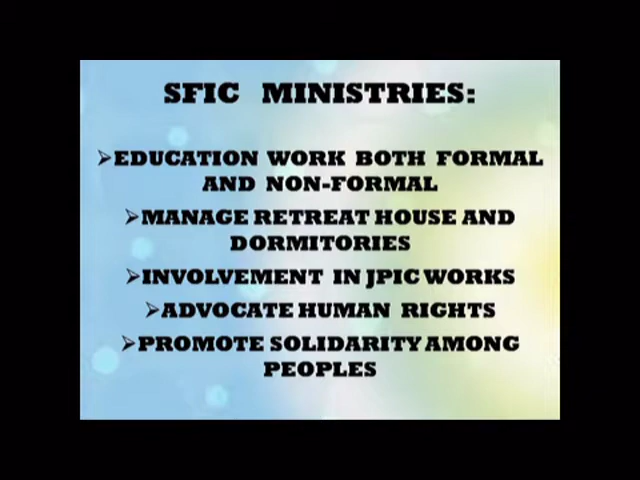 SFIC MINISTRIES:
➢EDUCATION WORK BOTH FORMAL
AND NON-FORMAL
➢MANAGE RETREAT HOUSE AND
DORMITORIES
➢INVOLVEMENT IN JPIC WORKS
➢ADVOCATE HUMAN RIGHTS
➢PROMOTE SOLIDARITY AMONG
PEOPLES